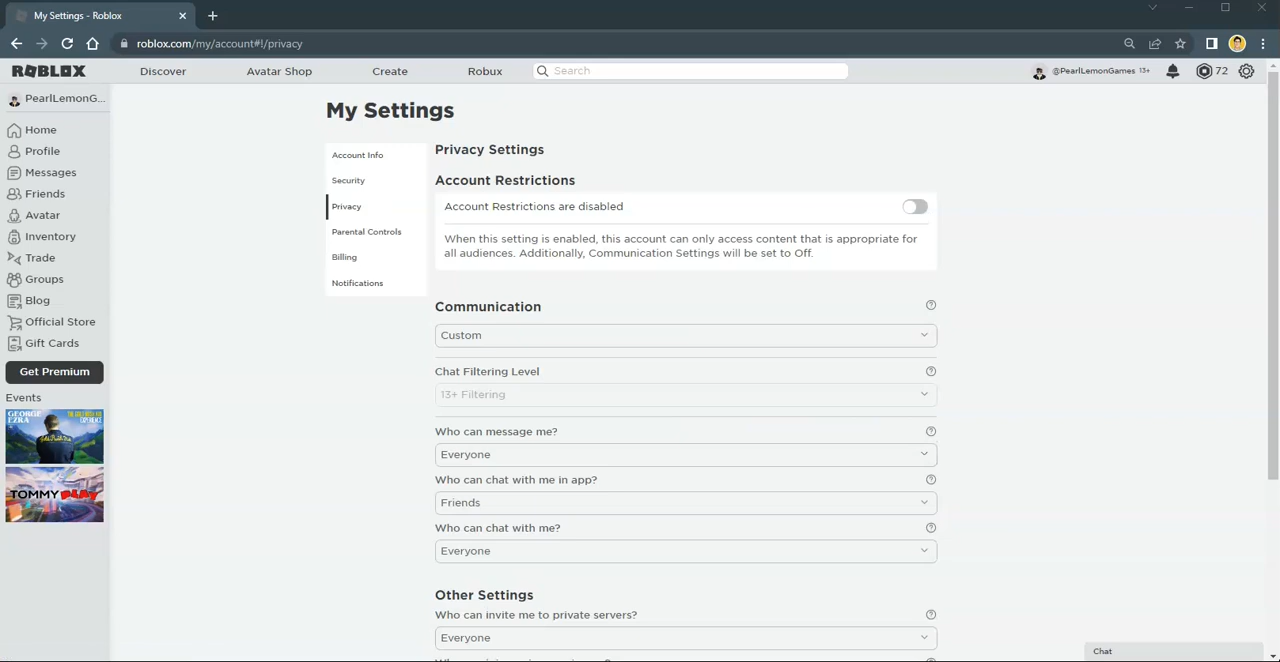 My Settings - Roblox
roblox.com/my/account#!/privacy
ROBLOX
Discover
Avatar Shop
Create
Robux
Search
@PearlLemonGames 13+
72
PearlLemonG...
Home
Profile
Messages
Friends
Avatar
Inventory
Trade
Groups
Blog
Official Store
Gift Cards
Get Premium
Events
GEORGE
EZRA
TOMMY PLAY
My Settings
Account Info
Security
Privacy
Parental Controls
Billing
Notifications
Privacy Settings
Account Restrictions
Account Restrictions are disabled
When this setting is enabled, this account can only access content that is appropriate for
all audiences. Additionally, Communication Settings will be set to Off.
Communication
Custom
Chat Filtering Level
13+ Filtering
Who can message me?
Everyone
Who can chat with me in app?
Friends
Who can chat with me?
Everyone
Other Settings
Who can invite me to private servers?
Everyone
Chat